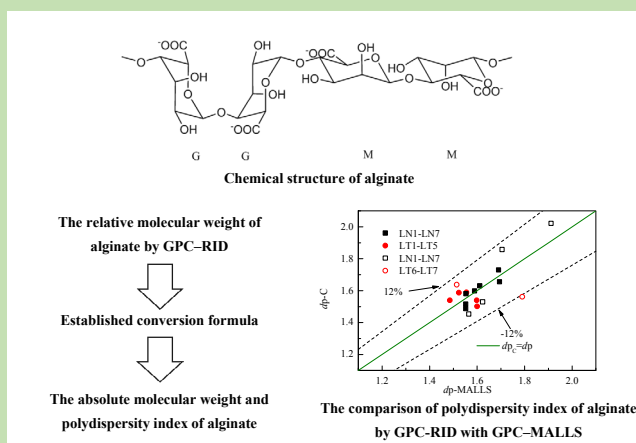 ⁻OOC
OH
⁻OOC
OH
O
OH
O
OH
O
O
O
O
HO
O
OH
O
HO
O
O
OH
O
⁻OOC
OH
COO⁻
G G M M
Chemical structure of alginate
The relative molecular weight of
alginate by GPC–RID
Established conversion formula
The absolute molecular weight and
polydispersity index of alginate
2.0
1.8
1.6
1.4
1.2
dp-C
LN1-LN7
LT1-LT5
LN1-LN7
LT6-LT7
12%
-12%
dp_C=dp
1.2 1.4 1.6 1.8 2.0
dp-MALLS
The comparison of polydispersity index of alginate
by GPC-RID with GPC–MALLS